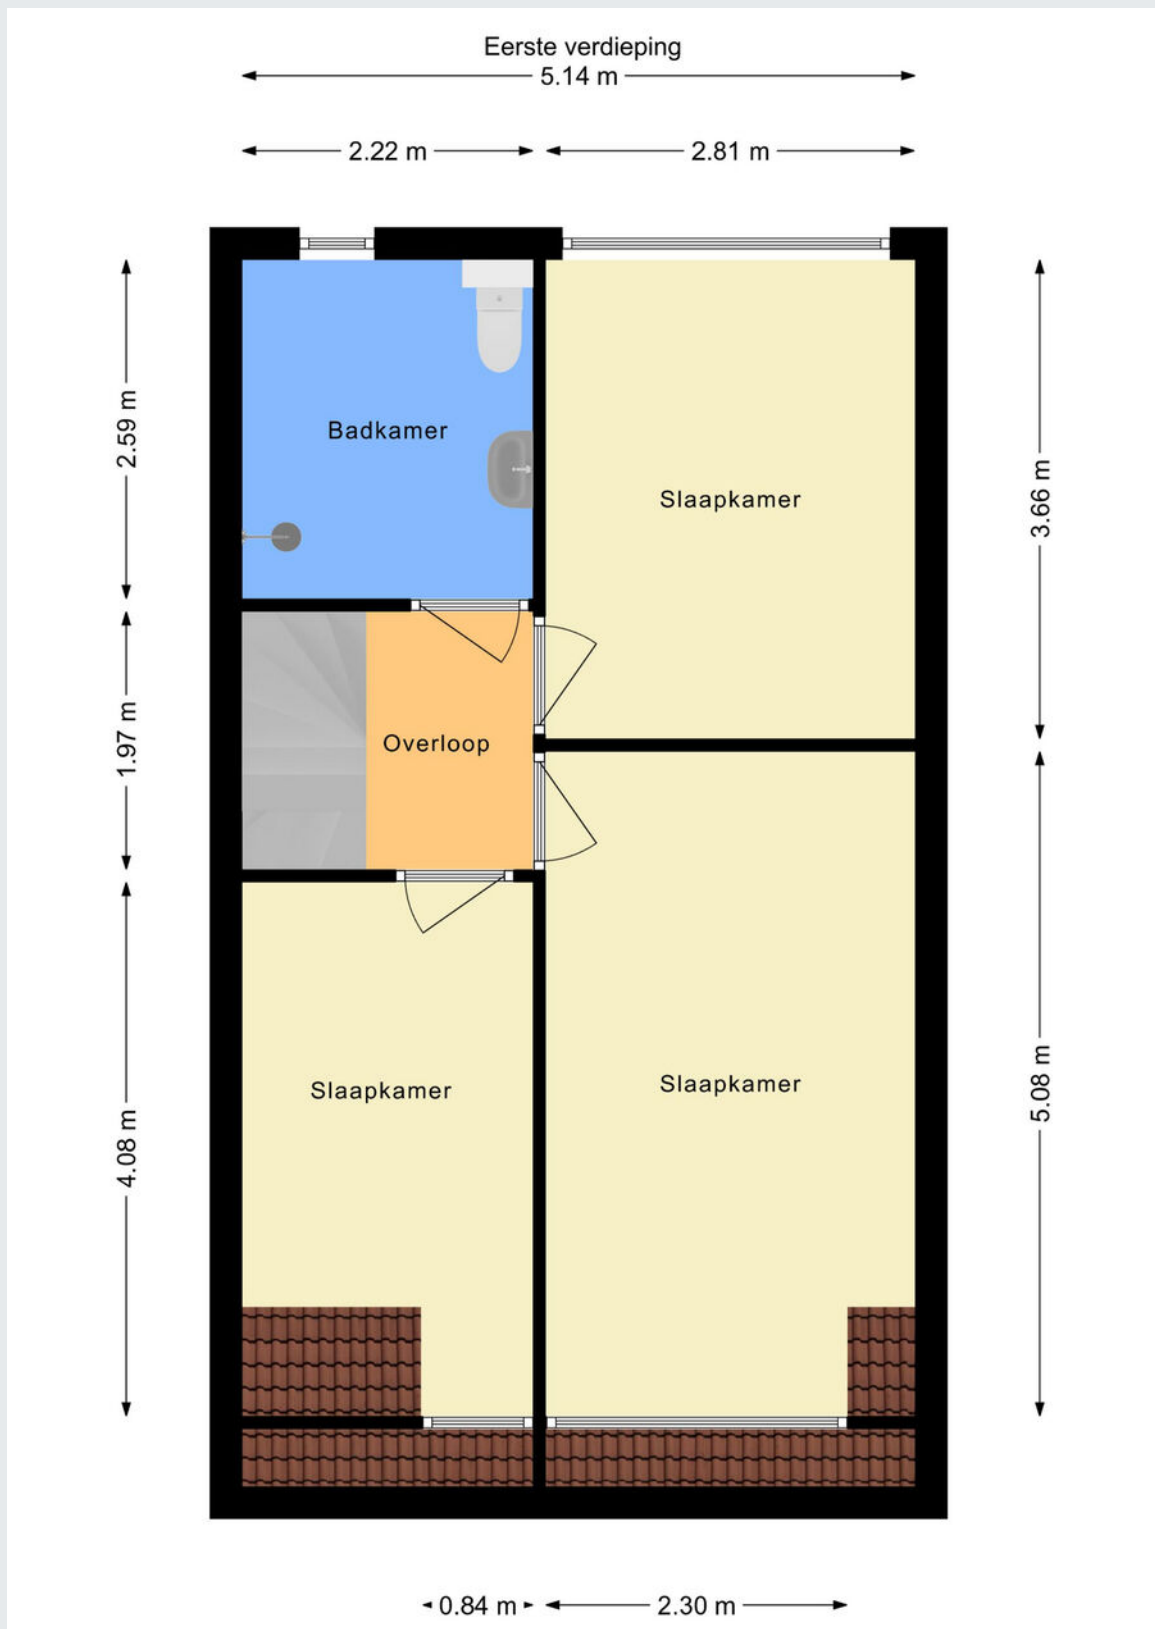 Eerste verdieping
5.14 m
2.22 m
2.81 m
2.59 m
Badkamer
3.66 m
Slaapkamer
1.97 m
Overloop
4.08 m
Slaapkamer
Slaapkamer
5.08 m
0.84 m
2.30 m